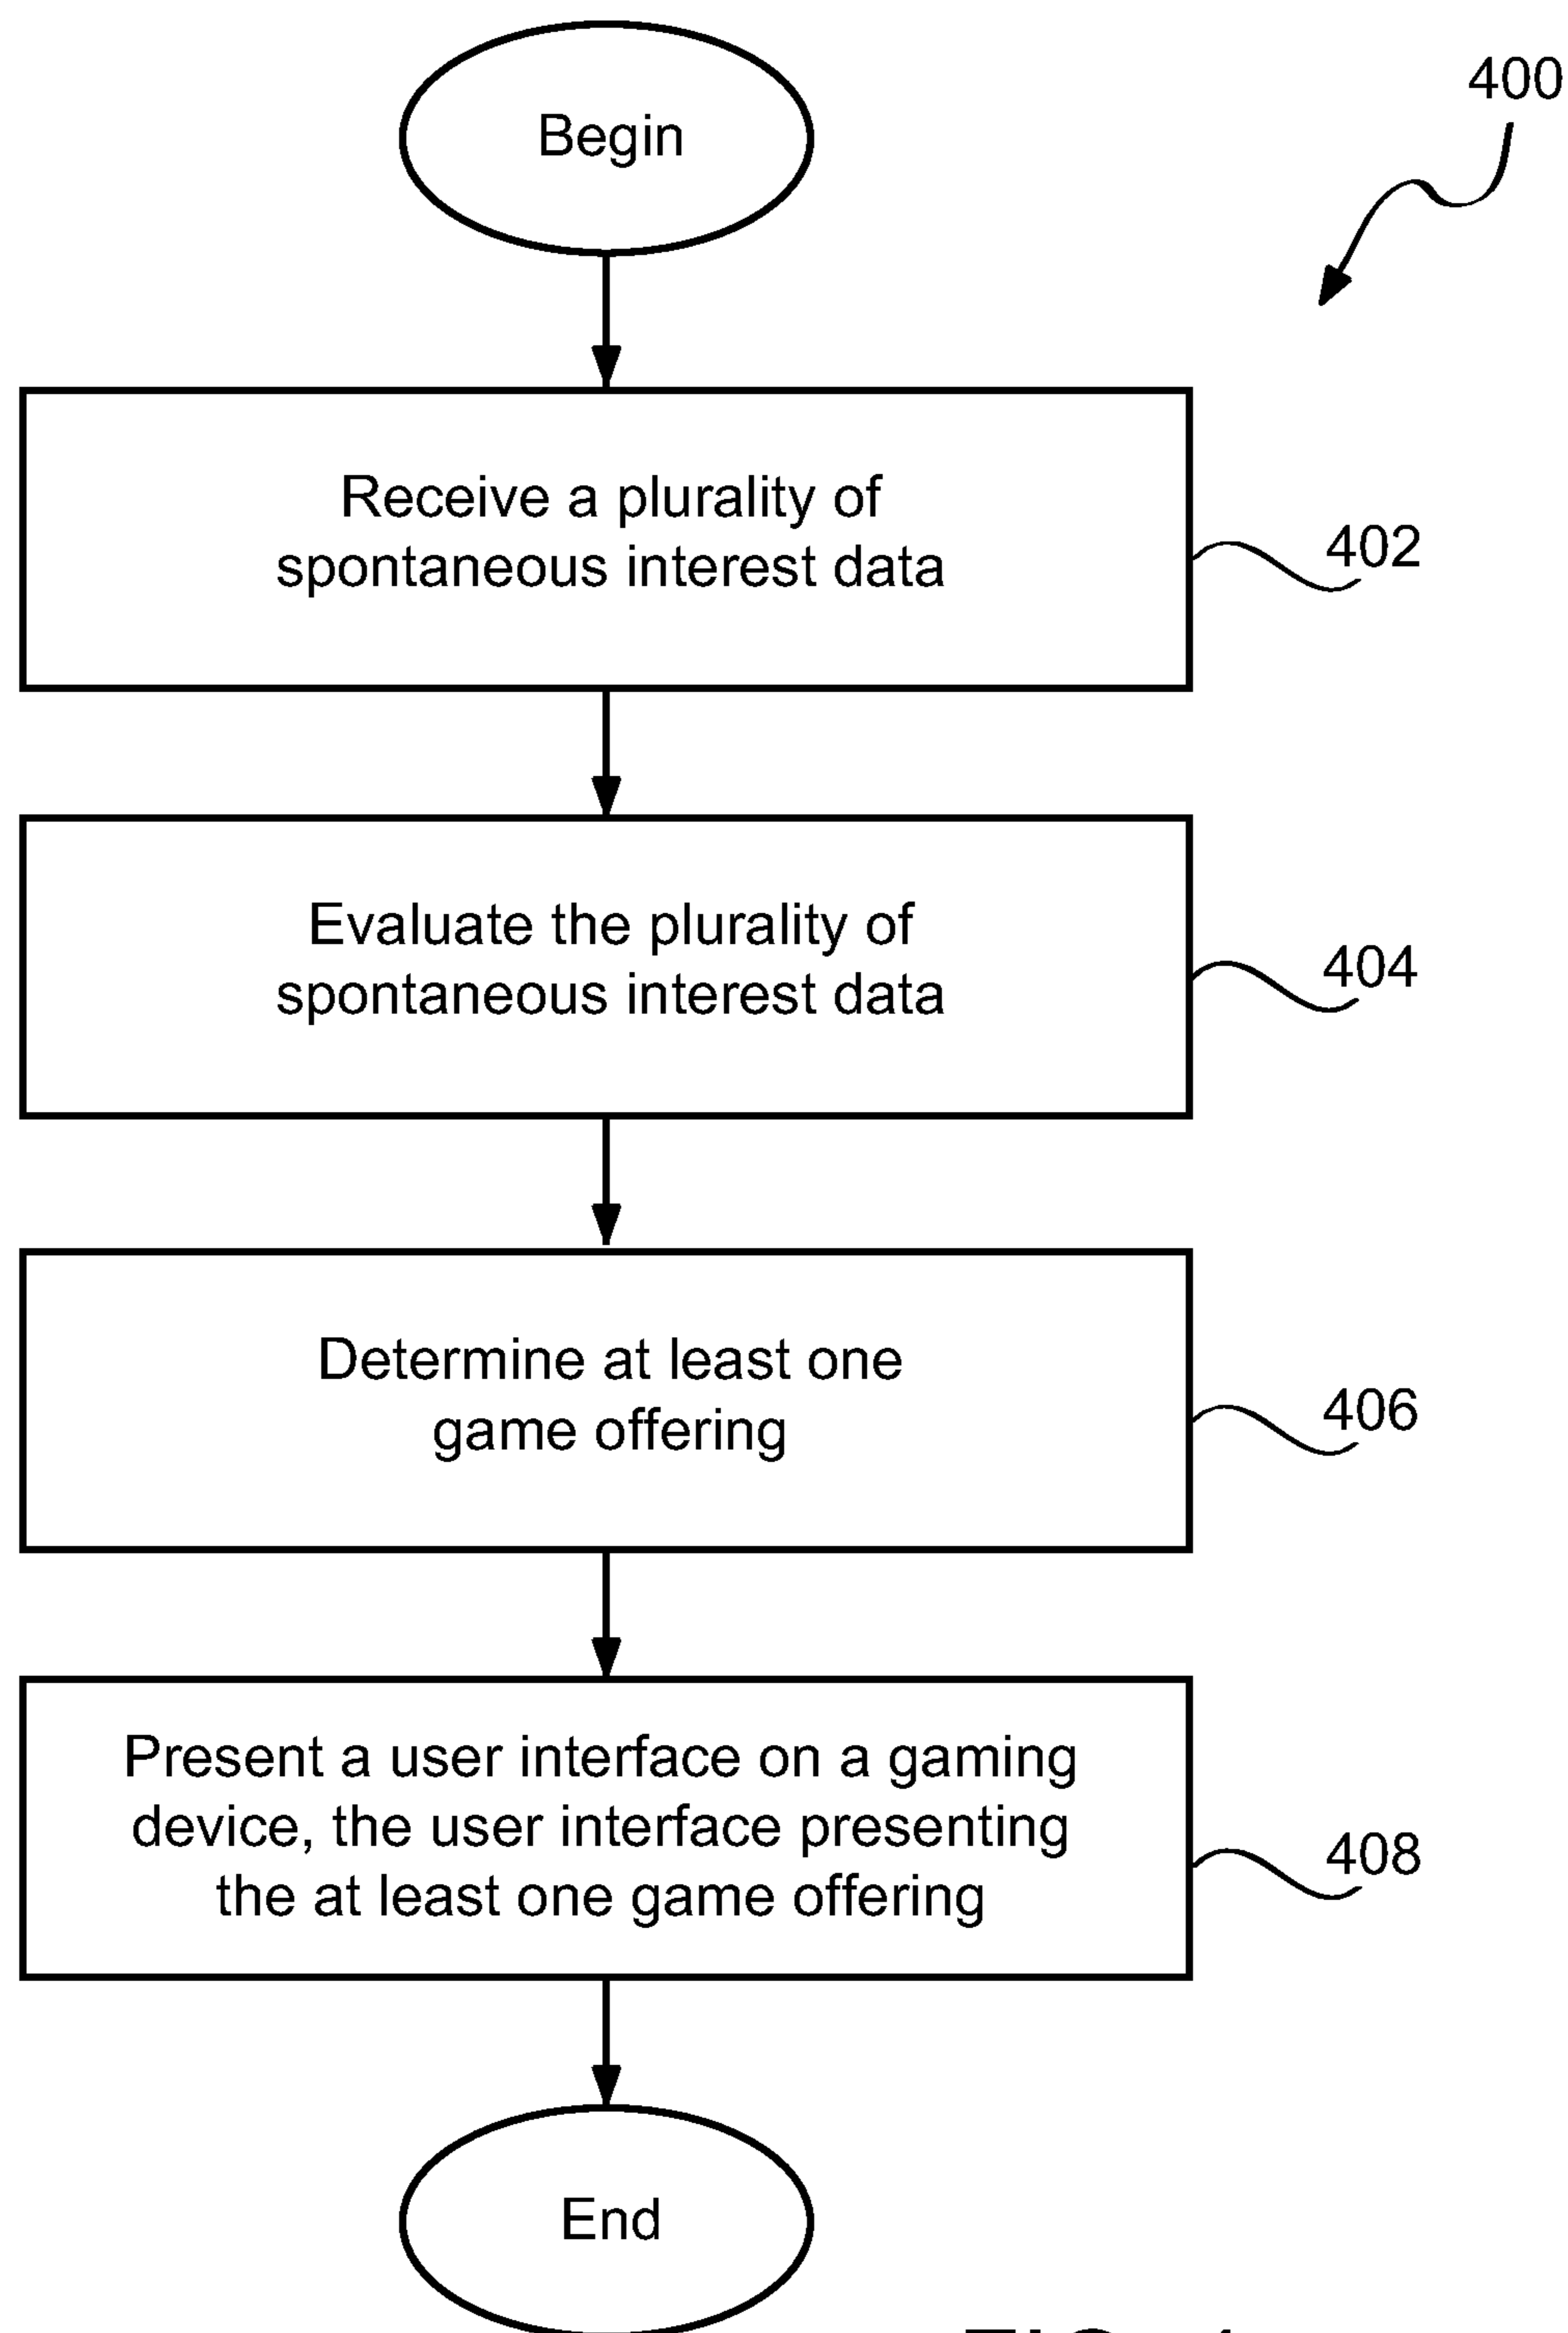 Begin
400
Receive a plurality of
spontaneous interest data
402
Evaluate the plurality of
spontaneous interest data
404
Determine at least one
game offering
406
Present a user interface on a gaming
device, the user interface presenting
the at least one game offering
408
End